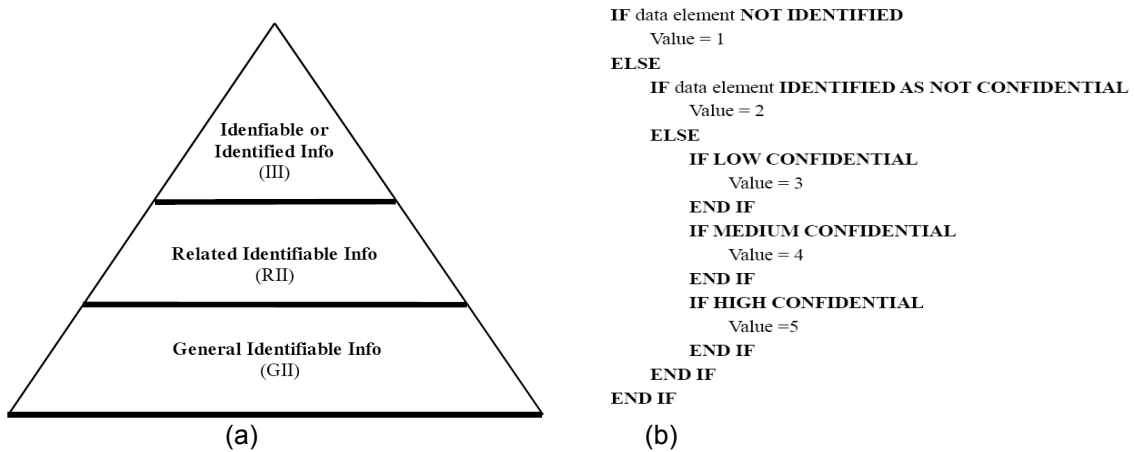 Idenfiable or
Identified Info
(III)
Related Identifiable Info
(RII)
General Identifiable Info
(GII)
(a)
IF data element NOT IDENTIFIED
Value = 1
ELSE
IF data element IDENTIFIED AS NOT CONFIDENTIAL
Value = 2
ELSE
IF LOW CONFIDENTIAL
Value = 3
END IF
IF MEDIUM CONFIDENTIAL
Value = 4
END IF
IF HIGH CONFIDENTIAL
Value =5
END IF
END IF
END IF
(b)